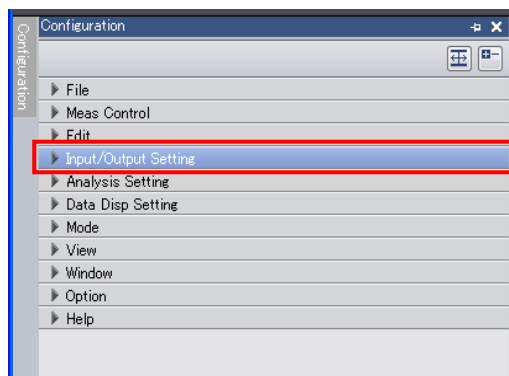 Configuration
Configuration
File
Meas Control
Edit
Input/Output Setting
Analysis Setting
Data Disp Setting
Mode
View
Window
Option
Help